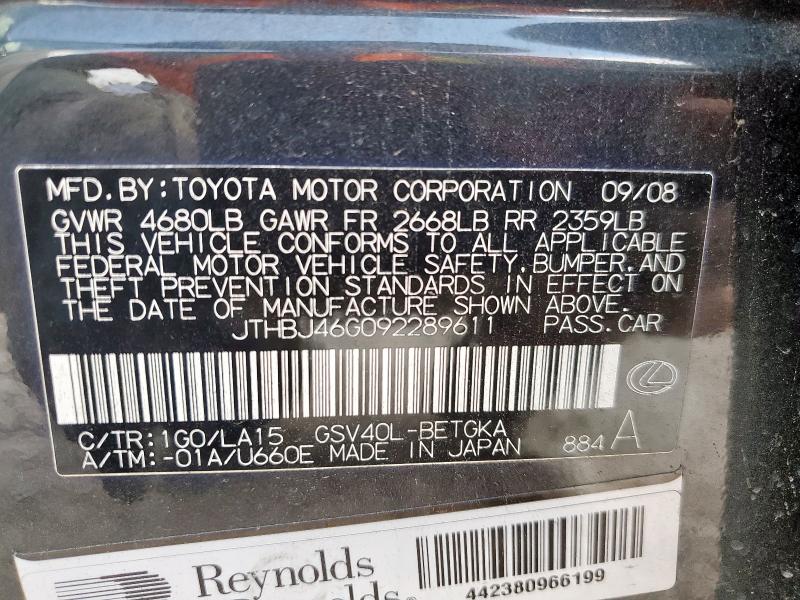 MFD.BY:TOYOTA MOTOR CORPORATION 09/08
GVWR 4680LB GAWR FR 2668LB RR 2359LB
THIS VEHICLE CONFORMS TO ALL APPLICABLE
FEDERAL MOTOR VEHICLE SAFETY,BUMPER,AND
THEFT PREVENTION STANDARDS IN EFFECT ON
THE DATE OF MANUFACTURE SHOWN ABOVE.
JTHBJ46G092289611 PASS.CAR
C/TR:1G0/LA15 GSV40L-BETGKA
A/TM:-01A/U660E MADE IN JAPAN 884 A
Reynolds
442380966199